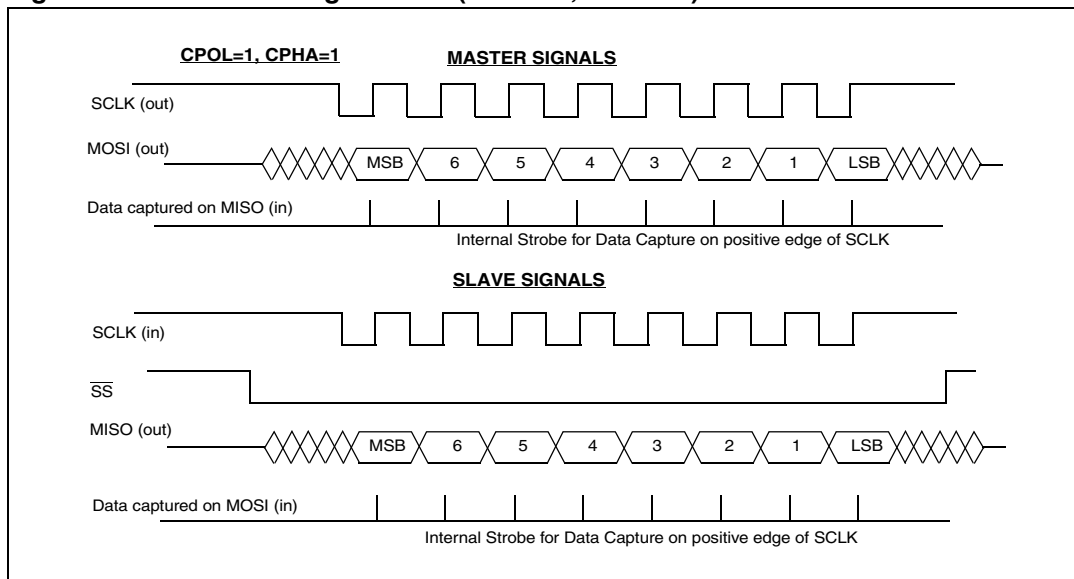 CPOL=1, CPHA=1
MASTER SIGNALS
SCLK (out)
MOSI (out)
MSB 6 5 4 3 2 1 LSB
Data captured on MISO (in)
Internal Strobe for Data Capture on positive edge of SCLK
SLAVE SIGNALS
SCLK (in)
SS
MISO (out)
MSB 6 5 4 3 2 1 LSB
Data captured on MOSI (in)
Internal Strobe for Data Capture on positive edge of SCLK